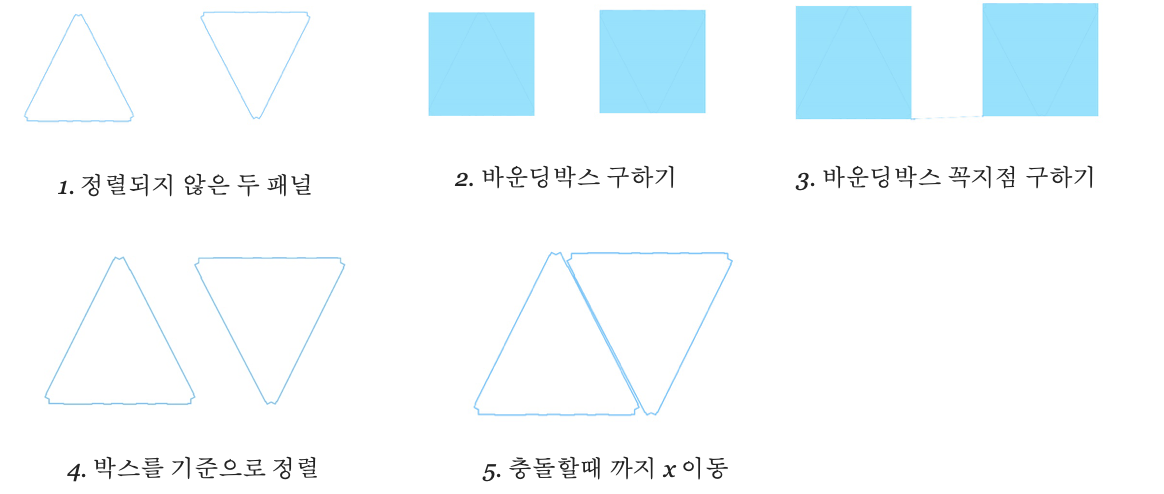 1. 정렬되지 않은 두 패널
2. 바운딩박스 구하기
3. 바운딩박스 꼭지점 구하기
4. 박스를 기준으로 정렬
5. 충돌할때 까지 x 이동